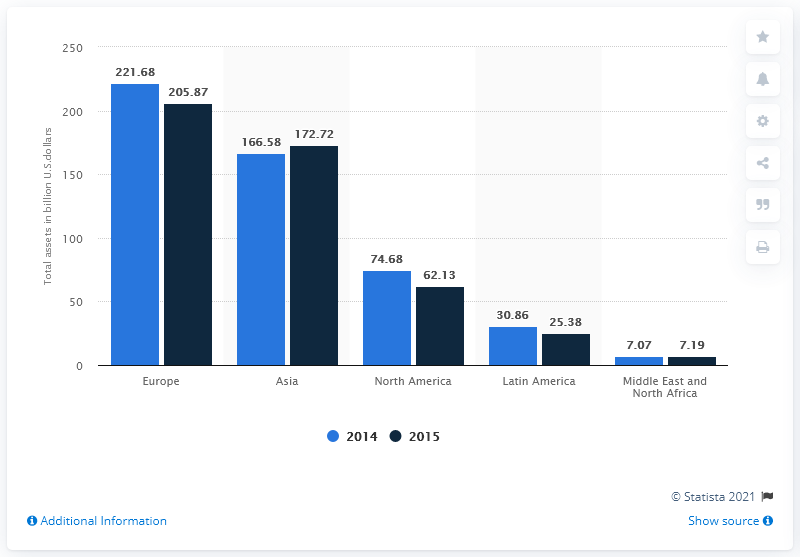 Total assets in billion U.S.dollars
250
200
150
100
50
0
221.68
205.87
166.58
172.72
74.68
62.13
30.86
25.38
7.07
7.19
Europe
Asia
North America
Latin America
Middle East and
North Africa
2014
2015
© Statista 2021
Additional Information
Show source